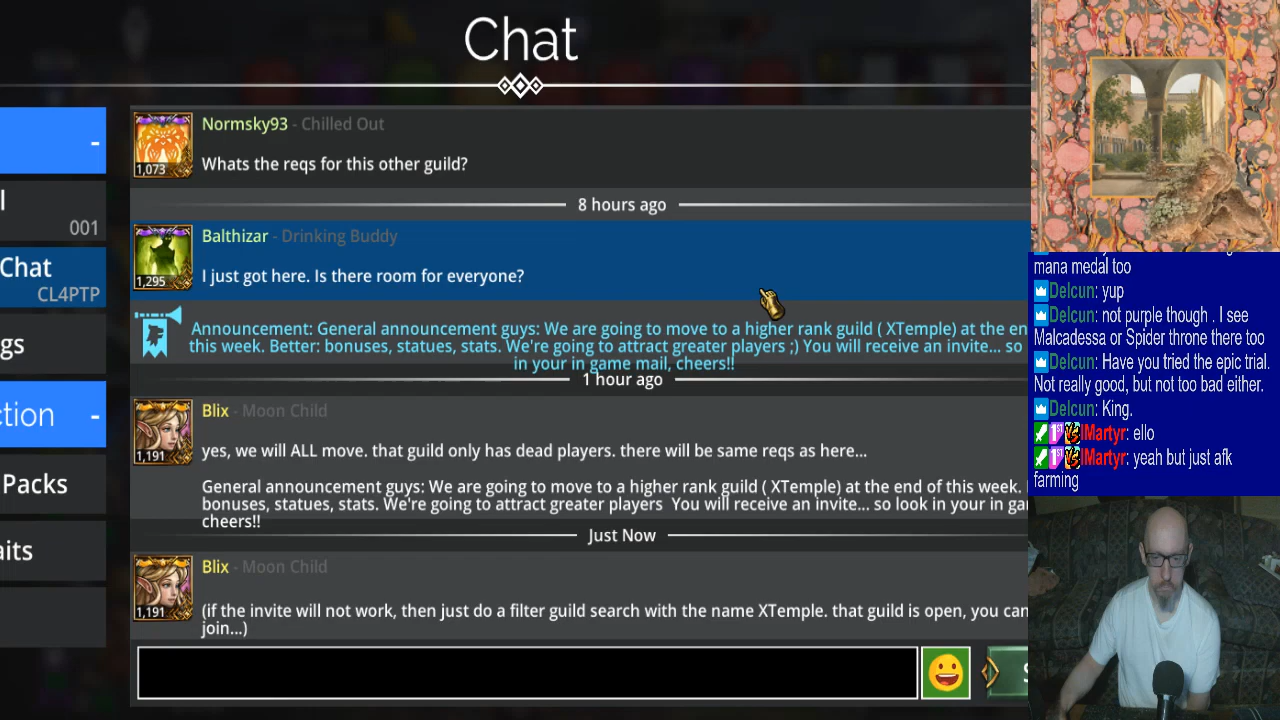 Chat
-
l
001
Chat
CL4PTP
gs
ction -
Packs
aits
Normsky93 - Chilled Out
Whats the reqs for this other guild?
1,073
8 hours ago
Balthizar - Drinking Buddy
I just got here. Is there room for everyone?
1,295
Announcement: General announcement guys: We are going to move to a higher rank guild ( XTemple) at the en
this week. Better: bonuses, statues, stats. We're going to attract greater players ;) You will receive an invite... so
in your in game mail, cheers!!
1 hour ago
Blix - Moon Child
1,191
yes, we will ALL move. that guild only has dead players. there will be same reqs as here...
General announcement guys: We are going to move to a higher rank guild ( XTemple) at the end of this week.
bonuses, statues, stats. We're going to attract greater players You will receive an invite... so look in your in ga
cheers!!
Just Now
Blix - Moon Child
1,191
(if the invite will not work, then just do a filter guild search with the name XTemple. that guild is open, you can
join...)
S
mana medal too
Delcun: yup
Delcun: not purple though . I see
Malcadessa or Spider throne there too
Delcun: Have you tried the epic trial.
Not really good, but not too bad either.
Delcun: King.
1ST lMartyr: ello
1ST lMartyr: yeah but just afk
farming